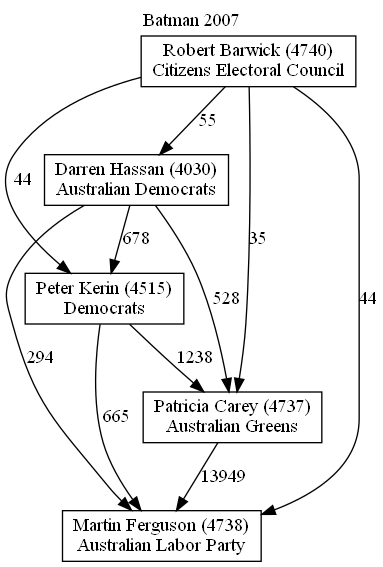 Batman 2007
Robert Barwick (4740)
Citizens Electoral Council
55
Darren Hassan (4030)
Australian Democrats
44
678
35
44
Peter Kerin (4515)
Democrats
528
294
1238
665
Patricia Carey (4737)
Australian Greens
13949
Martin Ferguson (4738)
Australian Labor Party